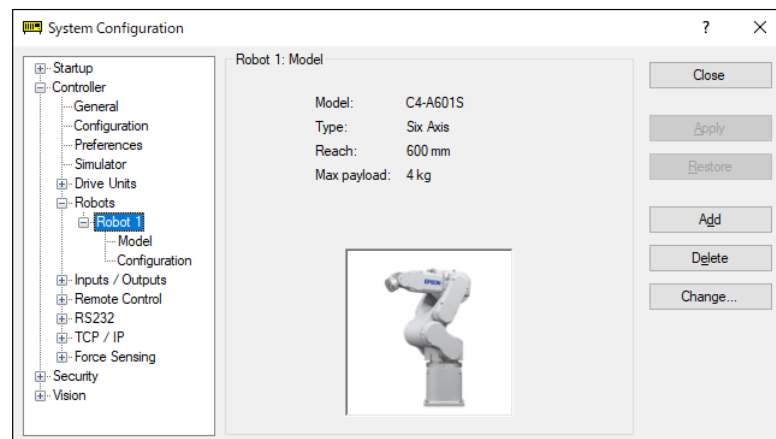 System Configuration
?
Startup
Controller
General
Configuration
Preferences
Simulator
Drive Units
Robots
Robot 1
Model
Configuration
Inputs / Outputs
Remote Control
RS232
TCP / IP
Force Sensing
Security
Vision
Robot 1: Model
Model: C4-A601S
Type: Six Axis
Reach: 600 mm
Max payload: 4 kg
EPSON
Close
Apply
Restore
Add
Delete
Change...